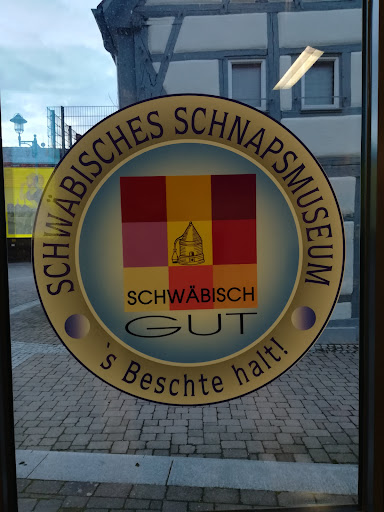 SCHWÄBISCHES SCHNAPSMUSEUM
SCHWÄBISCH
GUT
's Beschte halt!